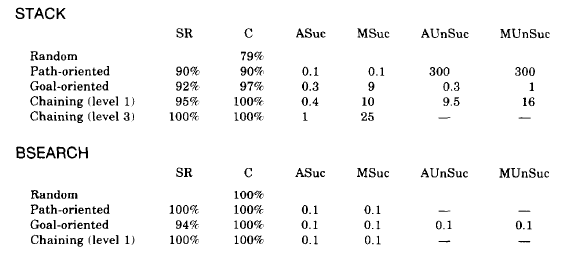 STACK
SR C ASuc MSuc AUnSuc MUnSuc
Random 79%
Path-oriented 90% 90% 0.1 0.1 300 300
Goal-oriented 92% 97% 0.3 9 0.3 1
Chaining (level 1) 95% 100% 0.4 10 9.5 16
Chaining (level 3) 100% 100% 1 25 — —
BSEARCH
SR C ASuc MSuc AUnSuc MUnSuc
Random 100%
Path-oriented 100% 100% 0.1 0.1 — —
Goal-oriented 94% 100% 0.1 0.1 0.1 0.1
Chaining (level 1) 100% 100% 0.1 0.1 — —